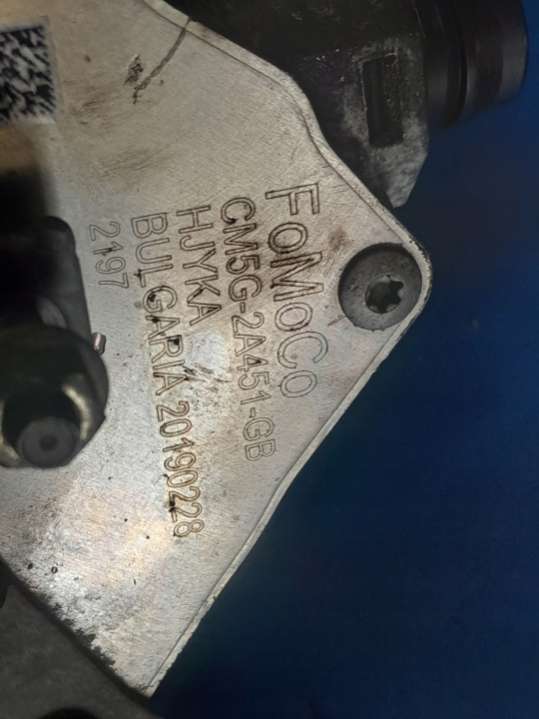 FoMoCo
CM5G-2A451-GB
HJYKA
BULGARIA 20190228
2197